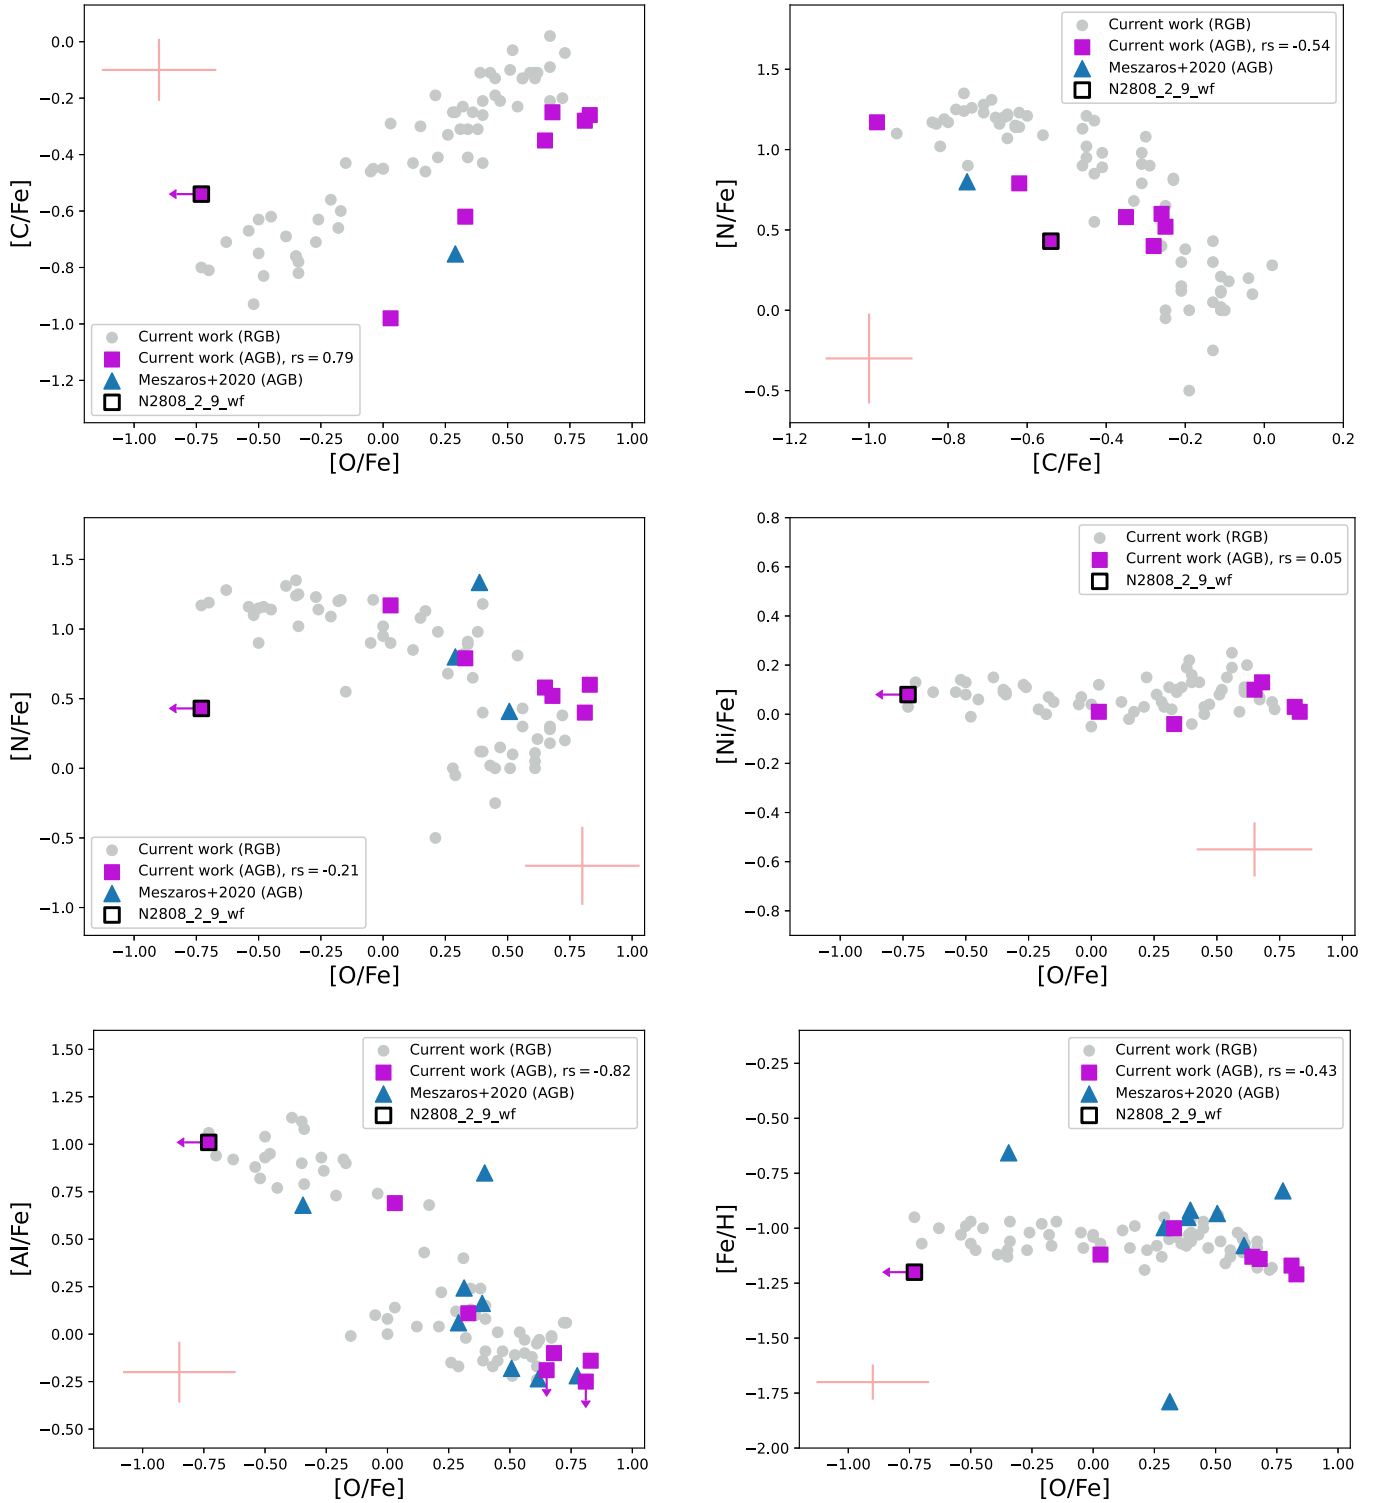 0.0
−0.2
−0.4
−0.6
−0.8
−1.0
−1.2
[C/Fe]
Current work (RGB)
Current work (AGB), rs = 0.79
Meszaros+2020 (AGB)
N2808_2_9_wf
−1.00 −0.75 −0.50 −0.25 0.00 0.25 0.50 0.75 1.00
[O/Fe]
1.5
1.0
0.5
0.0
−0.5
[N/Fe]
Current work (RGB)
Current work (AGB), rs = -0.54
Meszaros+2020 (AGB)
N2808_2_9_wf
−1.2 −1.0 −0.8 −0.6 −0.4 −0.2 0.0 0.2
[C/Fe]
1.5
1.0
0.5
0.0
−0.5
−1.0
[N/Fe]
Current work (RGB)
Current work (AGB), rs = -0.21
Meszaros+2020 (AGB)
N2808_2_9_wf
−1.00 −0.75 −0.50 −0.25 0.00 0.25 0.50 0.75 1.00
[O/Fe]
0.8
0.6
0.4
0.2
0.0
−0.2
−0.4
−0.6
−0.8
[Ni/Fe]
Current work (RGB)
Current work (AGB), rs = 0.05
N2808_2_9_wf
−1.00 −0.75 −0.50 −0.25 0.00 0.25 0.50 0.75 1.00
[O/Fe]
1.50
1.25
1.00
0.75
0.50
0.25
0.00
−0.25
−0.50
[Al/Fe]
Current work (RGB)
Current work (AGB), rs = -0.82
Meszaros+2020 (AGB)
N2808_2_9_wf
−1.00 −0.75 −0.50 −0.25 0.00 0.25 0.50 0.75 1.00
[O/Fe]
−0.25
−0.50
−0.75
−1.00
−1.25
−1.50
−1.75
−2.00
[Fe/H]
Current work (RGB)
Current work (AGB), rs = -0.43
Meszaros+2020 (AGB)
N2808_2_9_wf
−1.00 −0.75 −0.50 −0.25 0.00 0.25 0.50 0.75 1.00
[O/Fe]